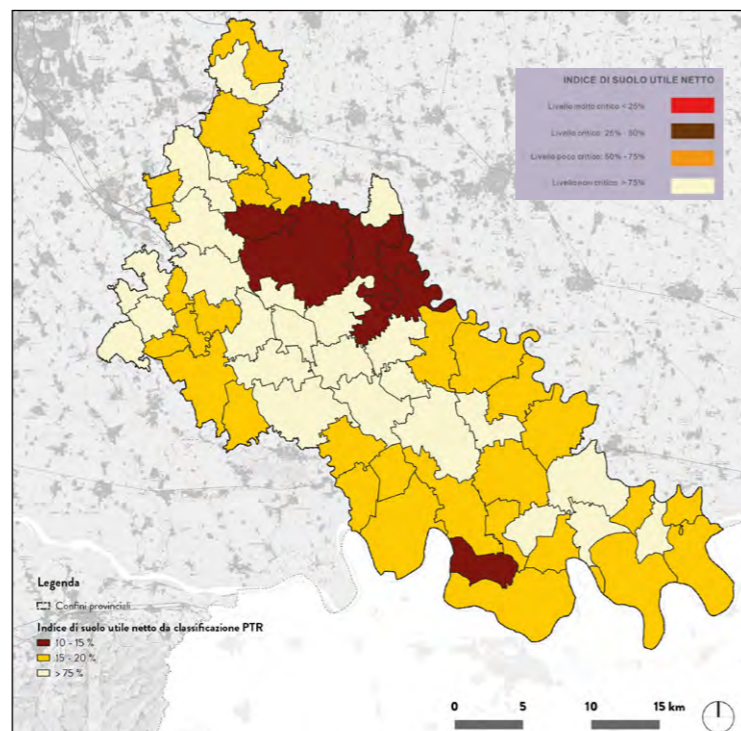 INDICE DI SUOLO UTILE NETTO
Livello molto critico < 25%
Livello critico: 25% - 50%
Livello poco critico: 50% - 75%
Livello non critico: > 75%
Legenda
Confini provinciali
Indice di suolo utile netto da classificazione PTR
10 - 15 %
15 - 20 %
> 75 %
0 5 10 15 km